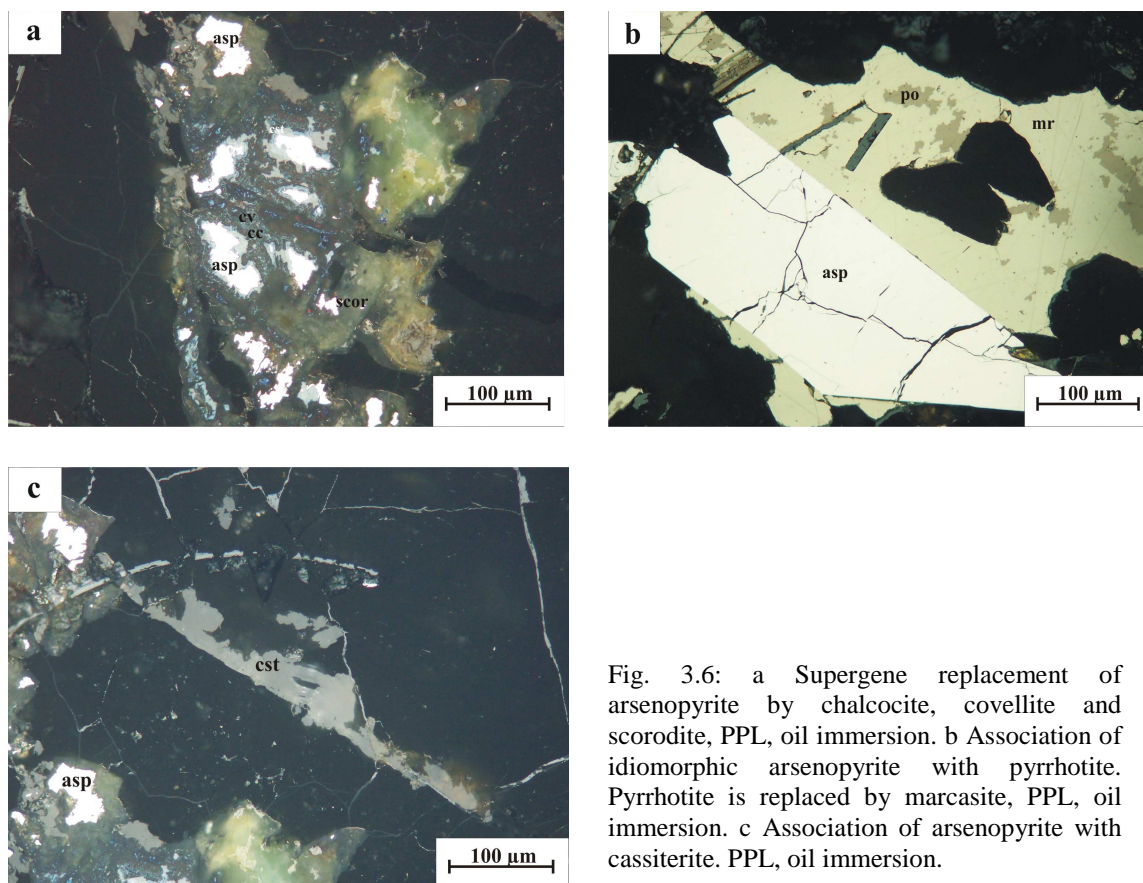 a
asp
cst
cv
cc
asp
scor
100 µm
b
po
mr
asp
100 µm
c
cst
asp
100 µm
Fig. 3.6: a Supergene replacement of
arsenopyrite by chalcocite, covellite and
scorodite, PPL, oil immersion. b Association of
idiomorphic arsenopyrite with pyrrhotite.
Pyrrhotite is replaced by marcasite, PPL, oil
immersion. c Association of arsenopyrite with
cassiterite. PPL, oil immersion.